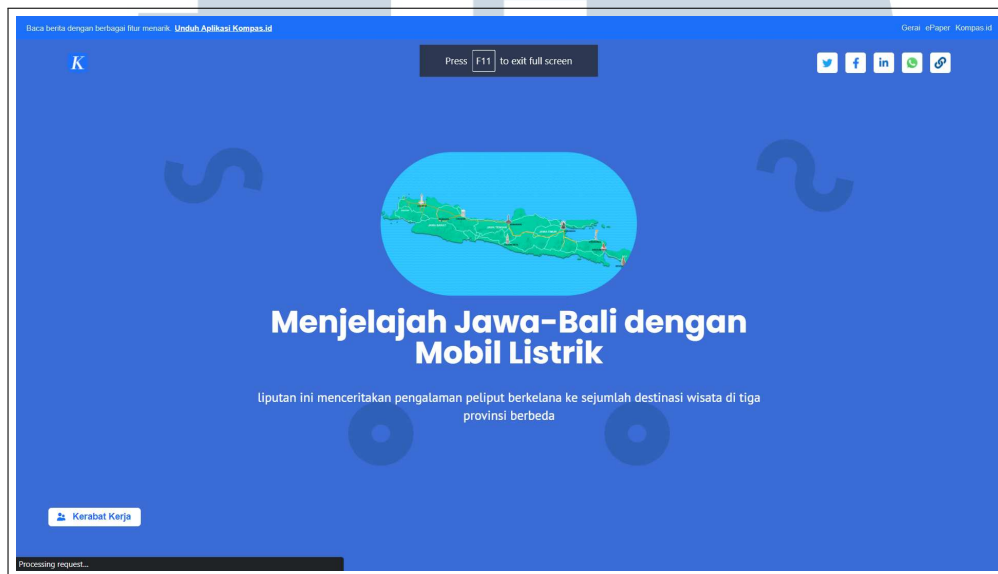 Baca berita dengan berbagai fitur menarik. Unduh Aplikasi Kompas.id
Gerai ePaper Kompas.id
K
Press F11 to exit full screen
Menjelajah Jawa-Bali dengan
Mobil Listrik
liputan ini menceritakan pengalaman peliput berkelana ke sejumlah destinasi wisata di tiga
provinsi berbeda
Kerabat Kerja
Processing request...